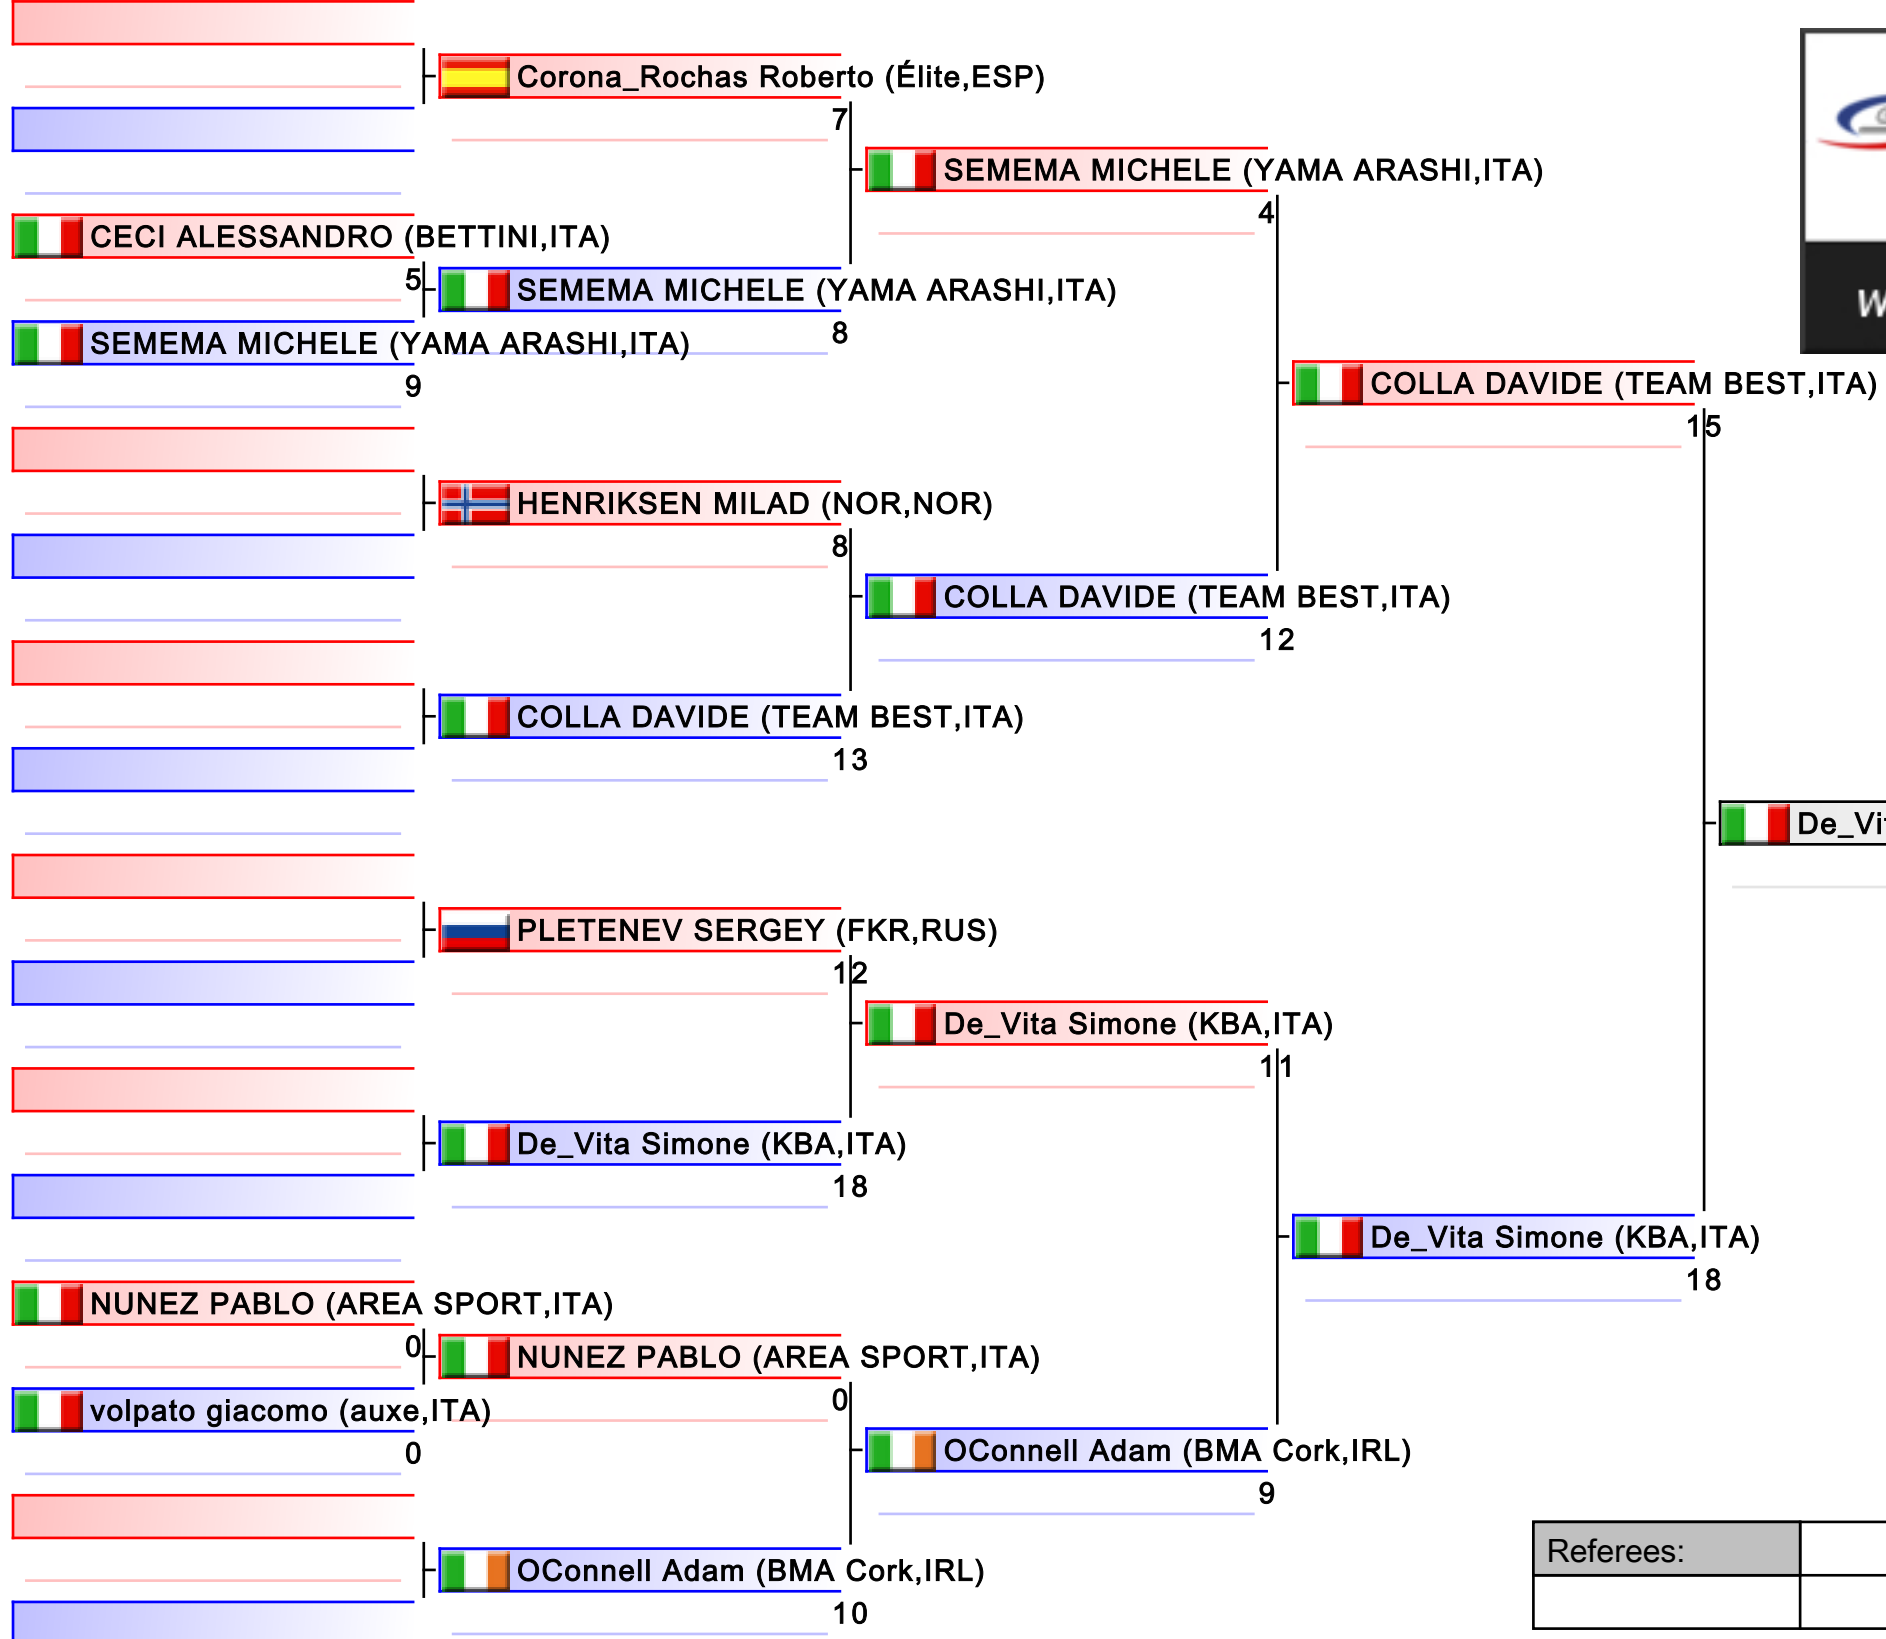 Corona_Rochas Roberto (Élite,ESP)
7
SEMEMA MICHELE (YAMA ARASHI,ITA)
4
CECI ALESSANDRO (BETTINI,ITA)
5
SEMEMA MICHELE (YAMA ARASHI,ITA)
8
SEMEMA MICHELE (YAMA ARASHI,ITA)
9
W
COLLA DAVIDE (TEAM BEST,ITA)
15
HENRIKSEN MILAD (NOR,NOR)
8
COLLA DAVIDE (TEAM BEST,ITA)
12
COLLA DAVIDE (TEAM BEST,ITA)
13
De_Vi
PLETENEV SERGEY (FKR,RUS)
12
De_Vita Simone (KBA,ITA)
11
De_Vita Simone (KBA,ITA)
18
De_Vita Simone (KBA,ITA)
18
NUNEZ PABLO (AREA SPORT,ITA)
0
NUNEZ PABLO (AREA SPORT,ITA)
0
volpato giacomo (auxe,ITA)
0
OConnell Adam (BMA Cork,IRL)
9
OConnell Adam (BMA Cork,IRL)
10
Referees: